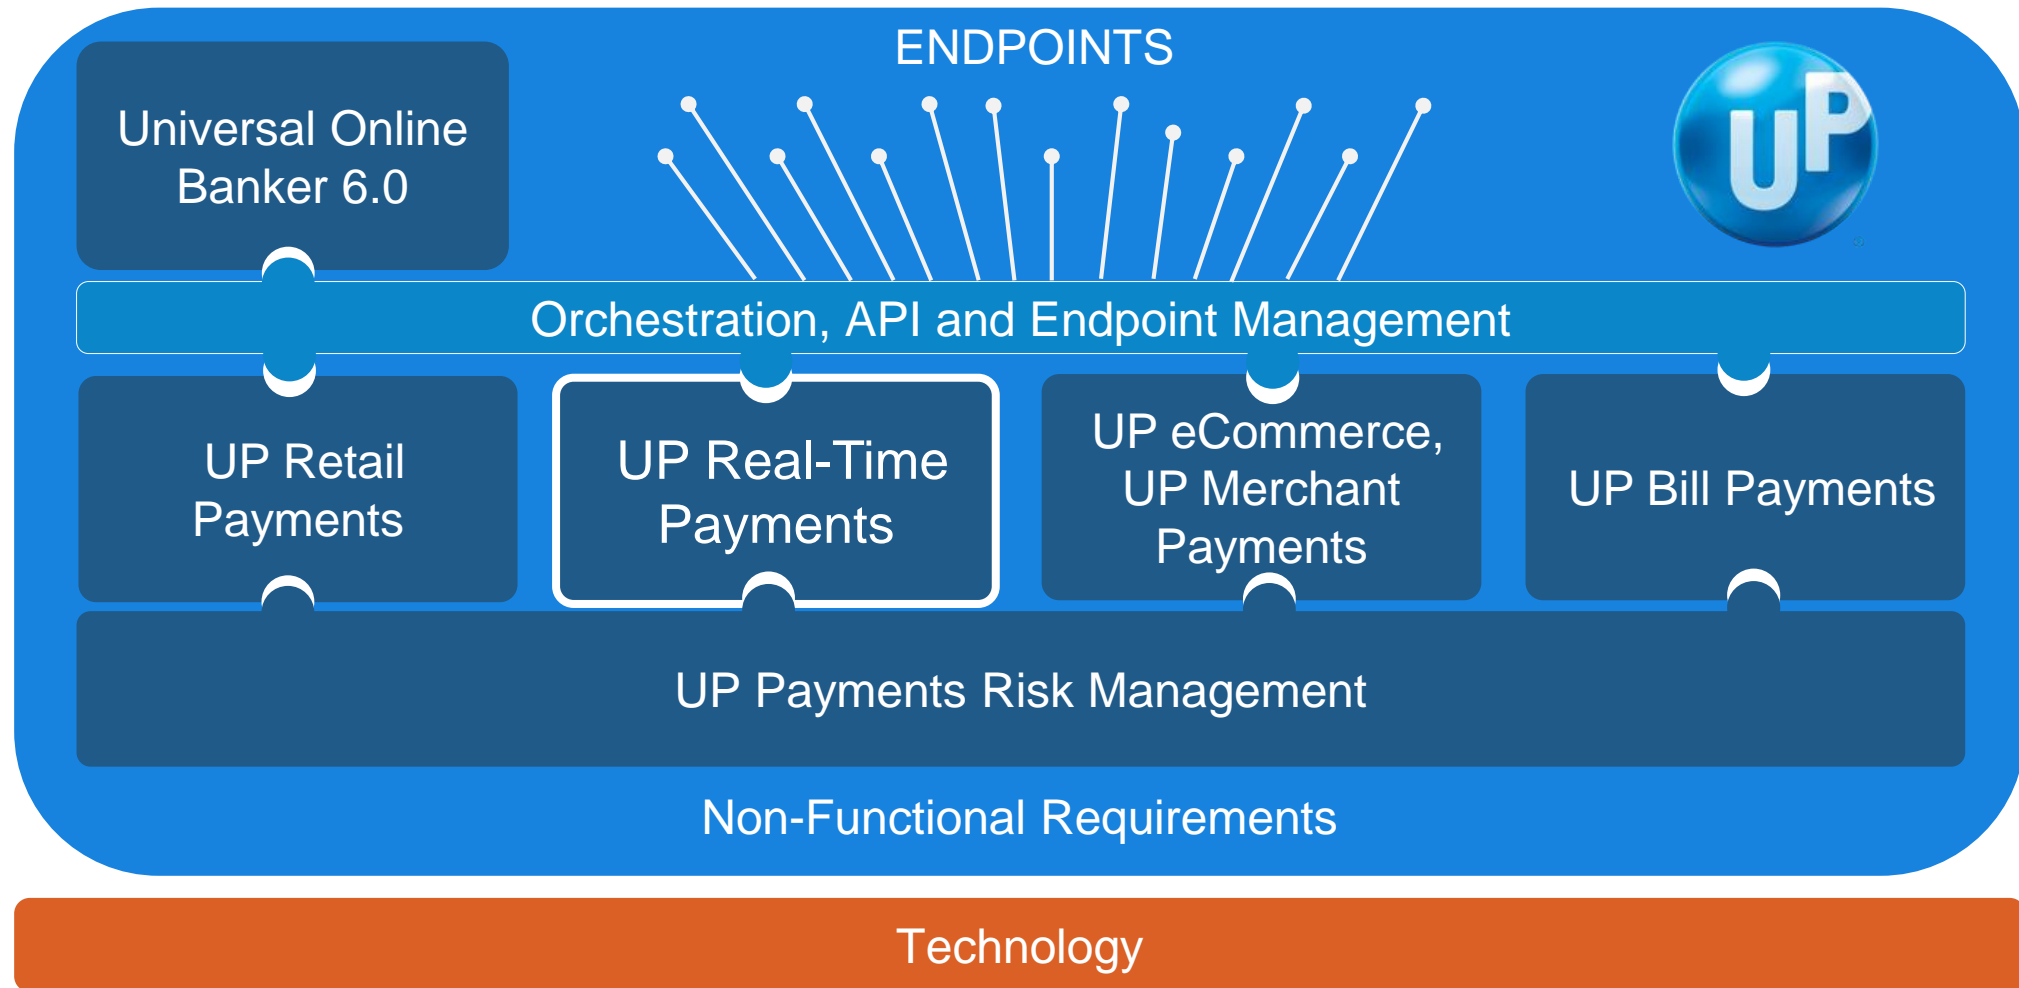 ENDPOINTS
Universal Online
Banker 6.0
UP
Orchestration, API and Endpoint Management
UP Retail
Payments
UP Real-Time
Payments
UP eCommerce,
UP Merchant
Payments
UP Bill Payments
UP Payments Risk Management
Non-Functional Requirements
Technology